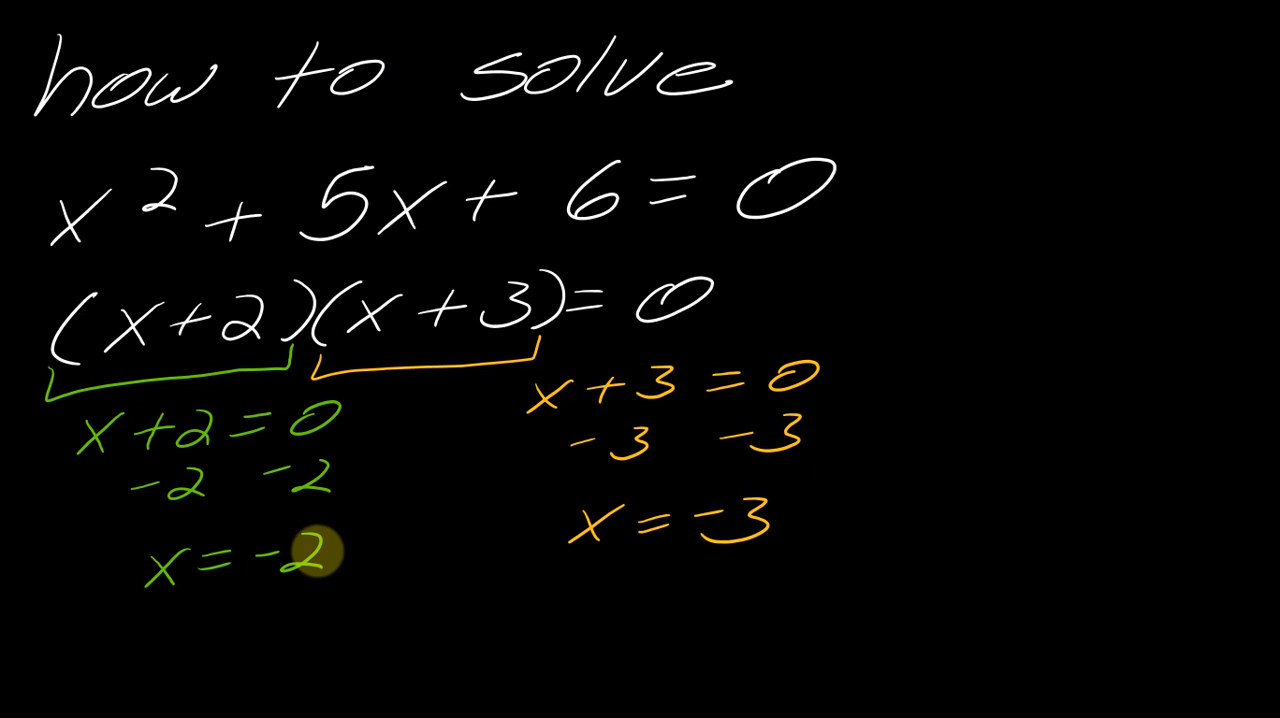 how to solve
x² + 5x + 6 = 0
(x+2)(x+3)= 0
x+2=0
-2 -2
x=-2
x+3=0
-3 -3
x=-3